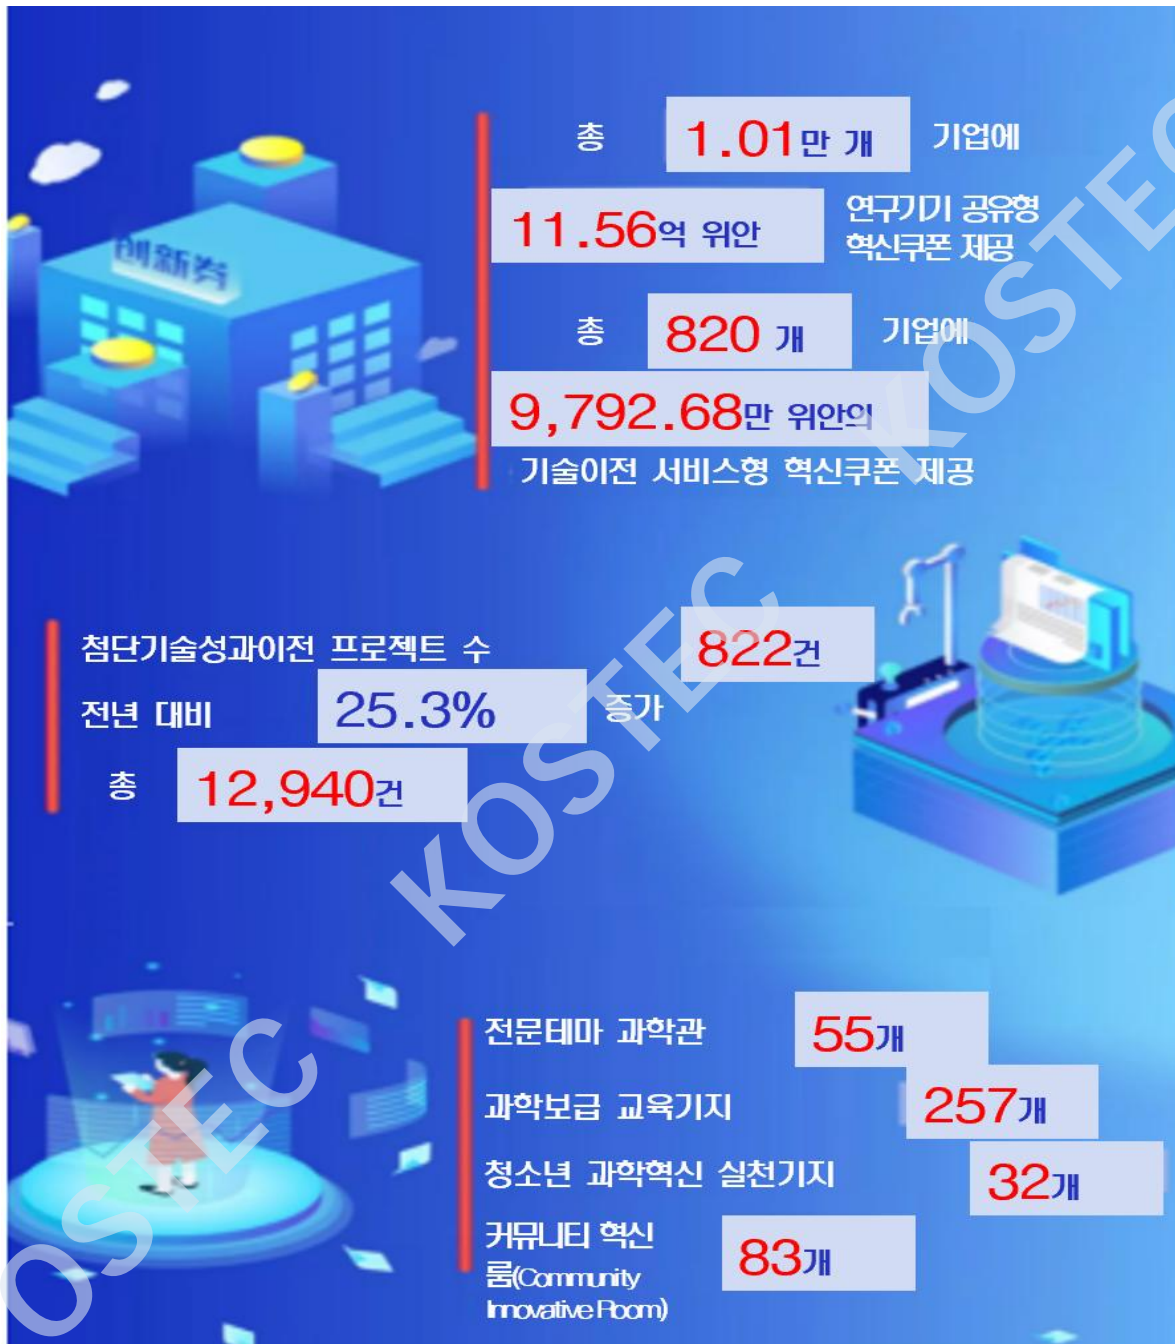 创新券
총 1.01만 개 기업에
11.56억 위안 연구기기 공유형
혁신쿠폰 제공
총 820 개 기업에
9,792.68만 위안의
기술이전 서비스형 혁신쿠폰 제공
첨단기술성과이전 프로젝트 수 822건
전년 대비 25.3% 증가
총 12,940건
전문테마 과학관 55개
과학보급 교육기지 257개
청소년 과학혁신 실천기지 32개
커뮤니티 혁신 83개
룸(Community
Innovative Room)
KOSTEC
KOSTEC
KOSTEC